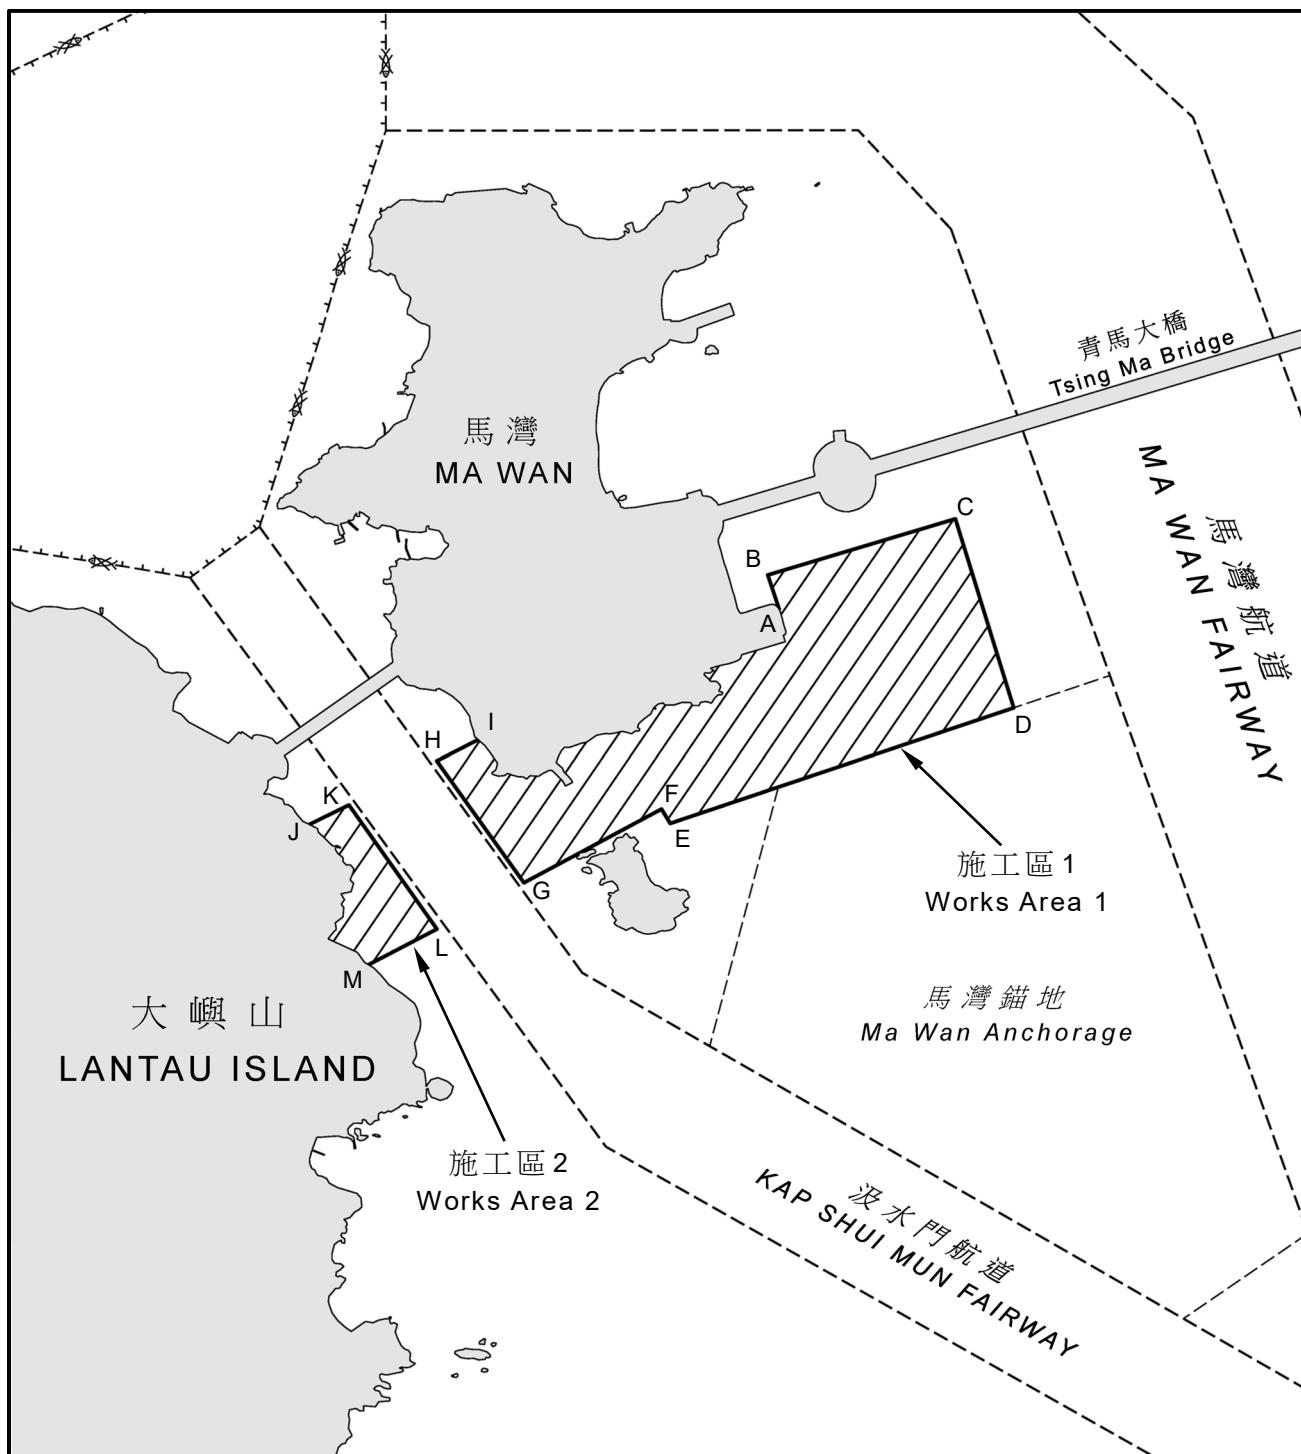 青馬大橋
Tsing Ma Bridge
馬灣
MA WAN
馬灣航道
MA WAN FAIRWAY
C
B
A
D
I
H
F
E
G
K
J
L
M
施工區1
Works Area 1
馬灣錨地
Ma Wan Anchorage
大嶼山
LANTAU ISLAND
施工區2
Works Area 2
汲水門航道
KAP SHUI MUN FAIRWAY